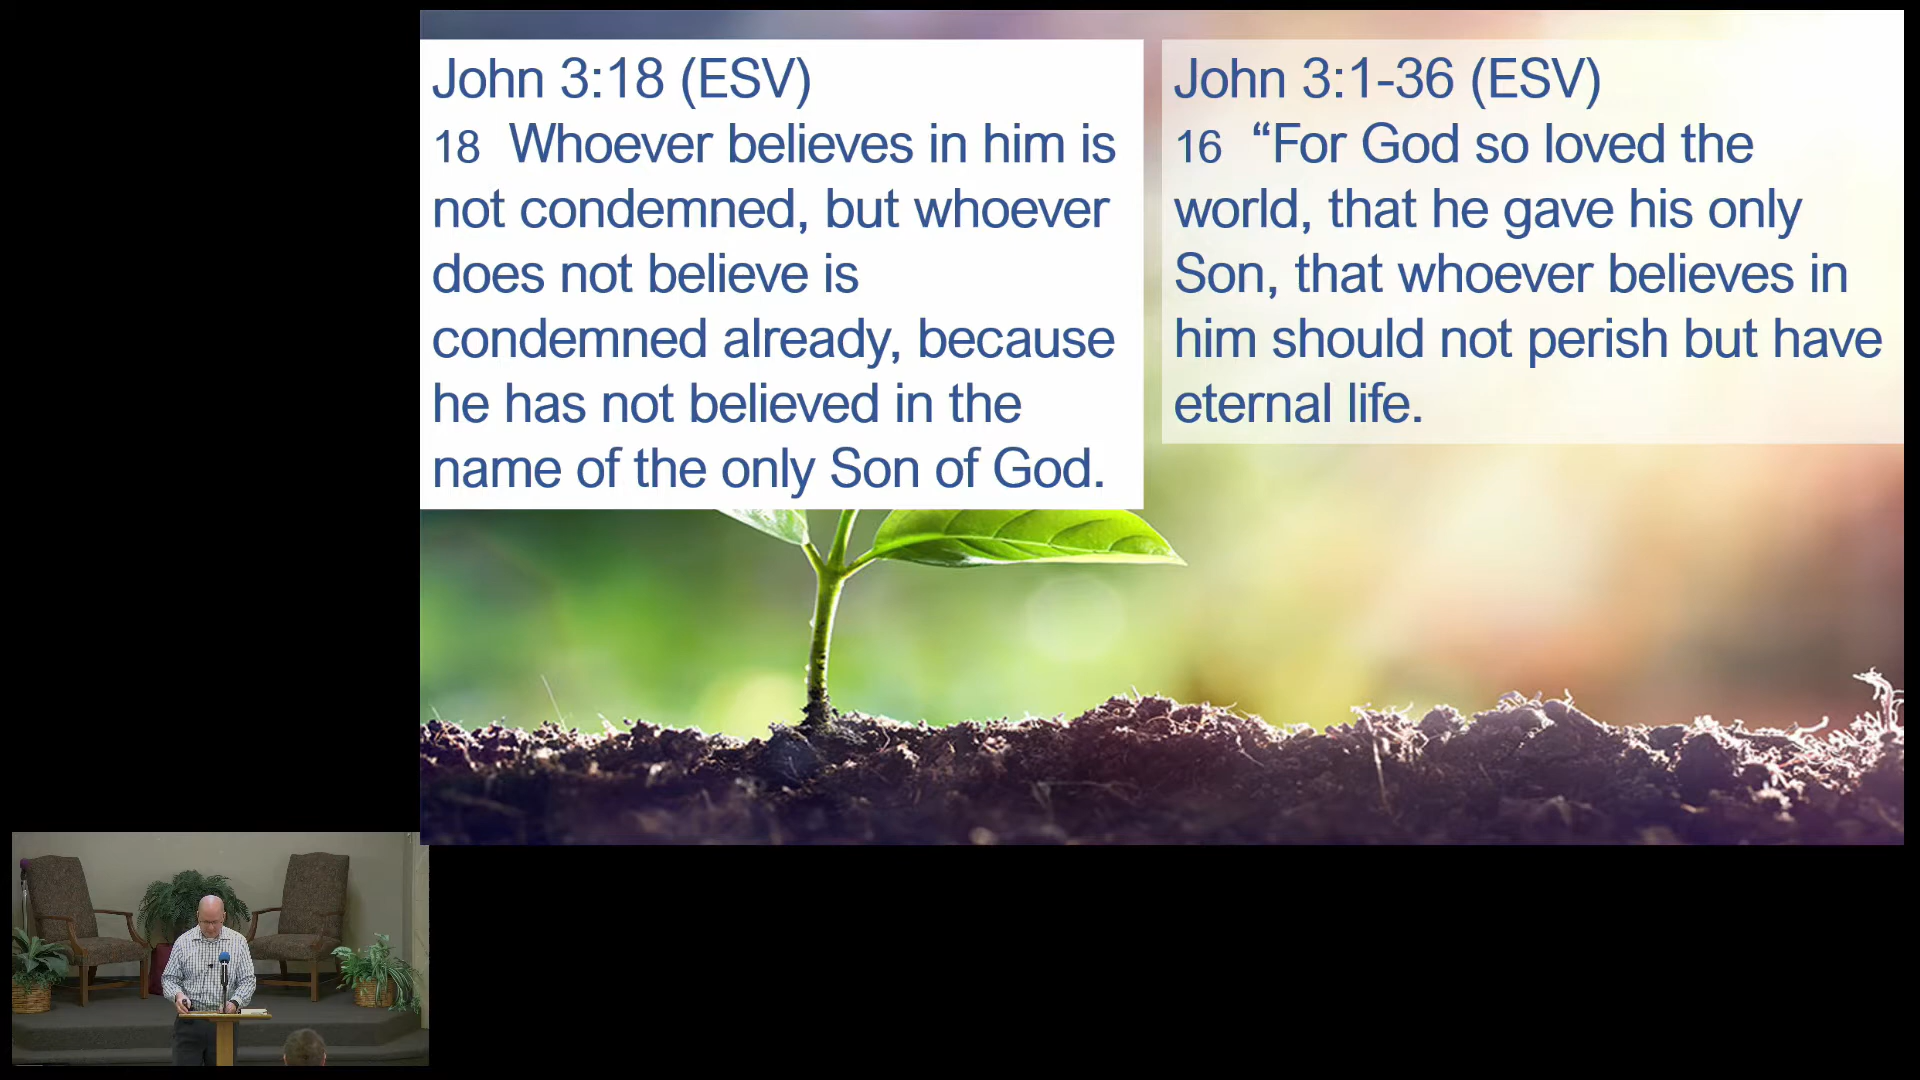 John 3:18 (ESV)
18 Whoever believes in him is
not condemned, but whoever
does not believe is
condemned already, because
he has not believed in the
name of the only Son of God.
John 3:1-36 (ESV)
16 “For God so loved the
world, that he gave his only
Son, that whoever believes in
him should not perish but have
eternal life.